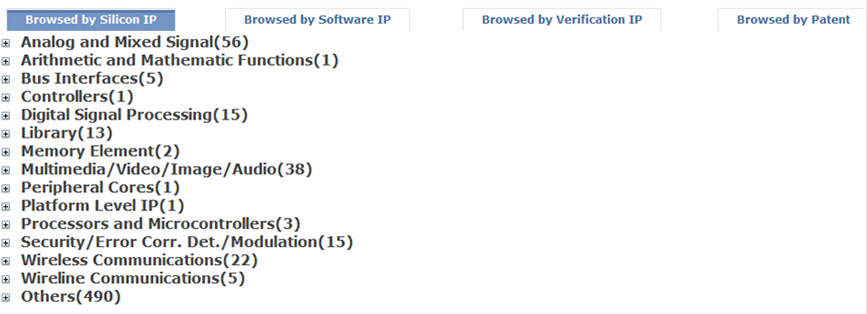 Browsed by Silicon IP Browsed by Software IP Browsed by Verification IP Browsed by Patent
Analog and Mixed Signal(56)
Arithmetic and Mathematic Functions(1)
Bus Interfaces(5)
Controllers(1)
Digital Signal Processing(15)
Library(13)
Memory Element(2)
Multimedia/Video/Image/Audio(38)
Peripheral Cores(1)
Platform Level IP(1)
Processors and Microcontrollers(3)
Security/Error Corr. Det./Modulation(15)
Wireless Communications(22)
Wireline Communications(5)
Others(490)